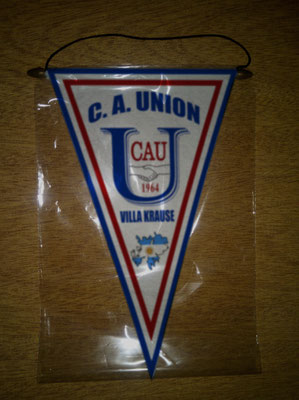 C. A. UNION
U
CAU
1964
VILLA KRAUSE